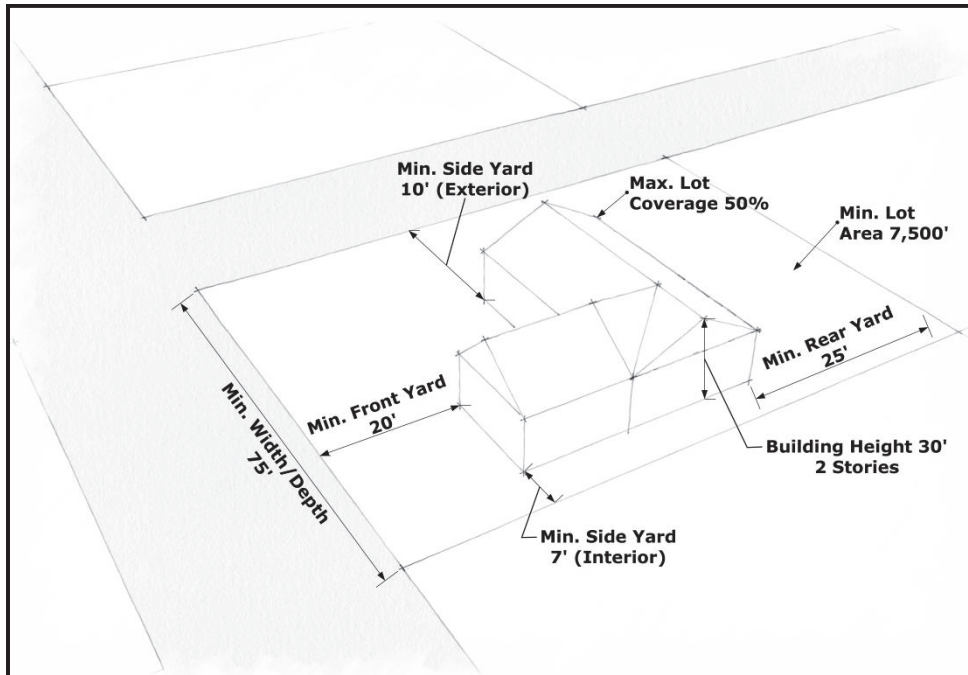 Min. Side Yard
10' (Exterior)
Max. Lot
Coverage 50%
Min. Lot
Area 7,500'
Min. Rear Yard
25'
Min. Front Yard
20'
Min. Width/Depth
75'
Building Height 30'
2 Stories
Min. Side Yard
7' (Interior)